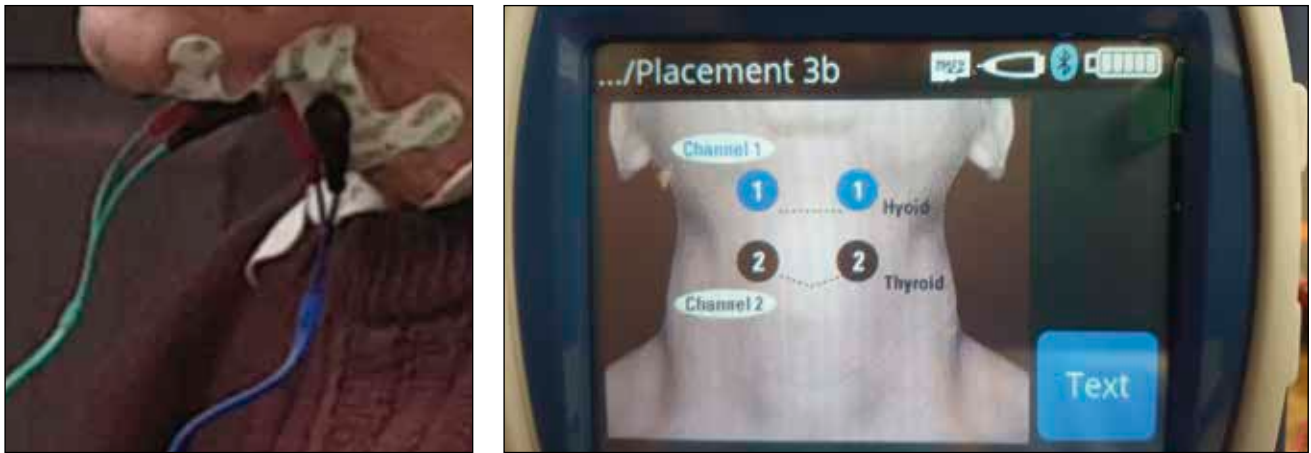 .../Placement 3b
Channel 1
1 1
Hyoid
2 2
Thyroid
Channel 2
Text